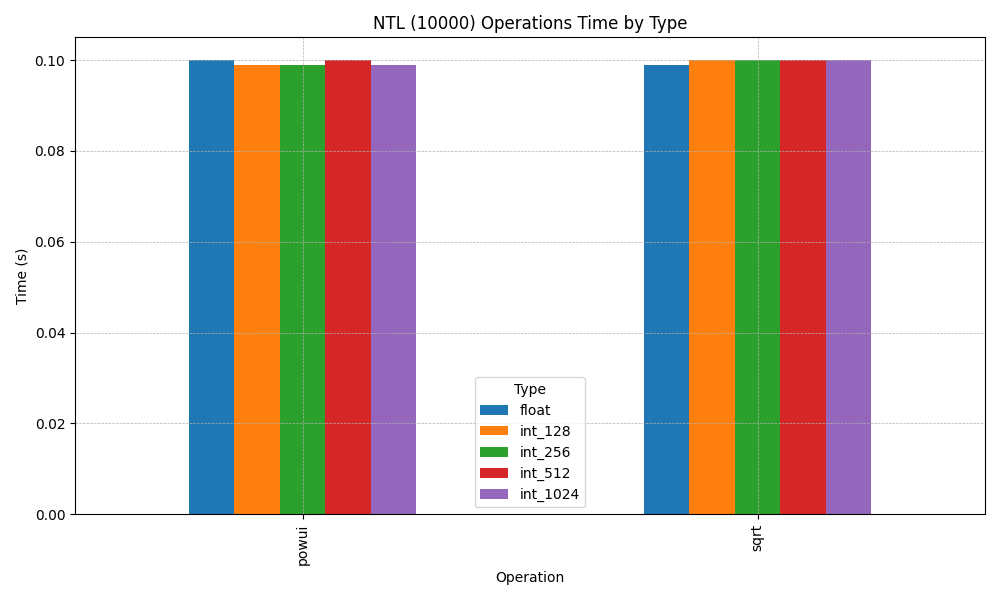 NTL (10000) Operations Time by Type
Time (s)
0.10
0.08
0.06
0.04
0.02
0.00
Type
float
int_128
int_256
int_512
int_1024
powui
sqrt
Operation